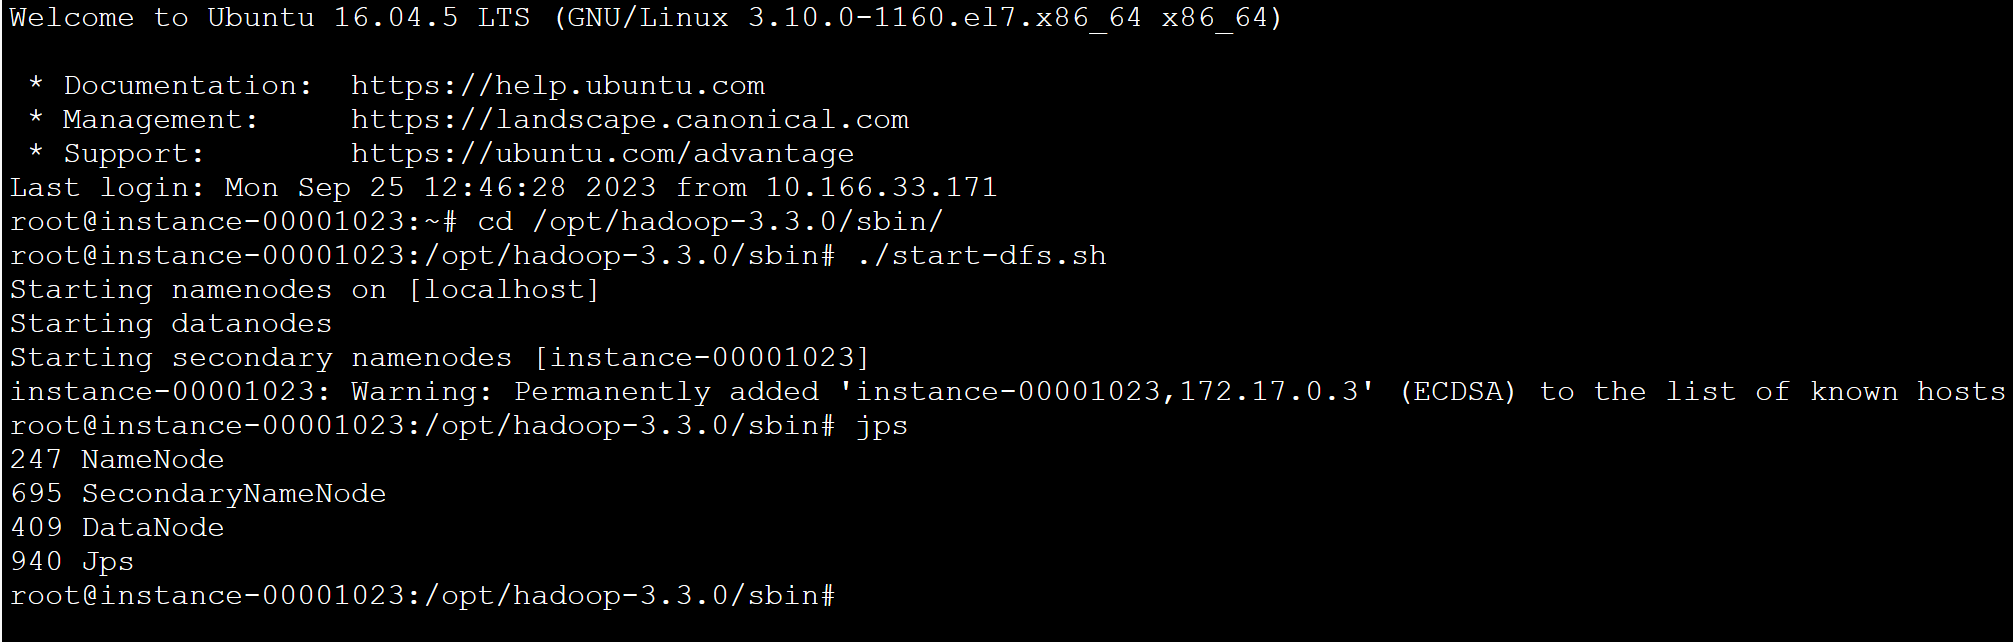 Welcome to Ubuntu 16.04.5 LTS (GNU/Linux 3.10.0-1160.el7.x86_64 x86_64)
* Documentation:  https://help.ubuntu.com
* Management:     https://landscape.canonical.com
* Support:        https://ubuntu.com/advantage
Last login: Mon Sep 25 12:46:28 2023 from 10.166.33.171
root@instance-00001023:~# cd /opt/hadoop-3.3.0/sbin/
root@instance-00001023:/opt/hadoop-3.3.0/sbin# ./start-dfs.sh
Starting namenodes on [localhost]
Starting datanodes
Starting secondary namenodes [instance-00001023]
instance-00001023: Warning: Permanently added 'instance-00001023,172.17.0.3' (ECDSA) to the list of known hosts
root@instance-00001023:/opt/hadoop-3.3.0/sbin# jps
247 NameNode
695 SecondaryNameNode
409 DataNode
940 Jps
root@instance-00001023:/opt/hadoop-3.3.0/sbin#